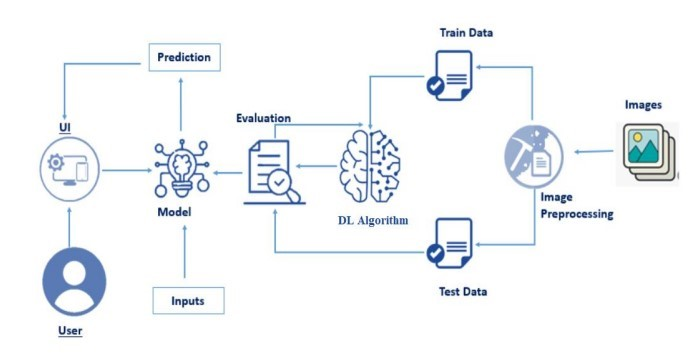 Train Data
Prediction
Images
Evaluation
UI
Model
DL Algorithm
Image
Preprocessing
Inputs
Test Data
User